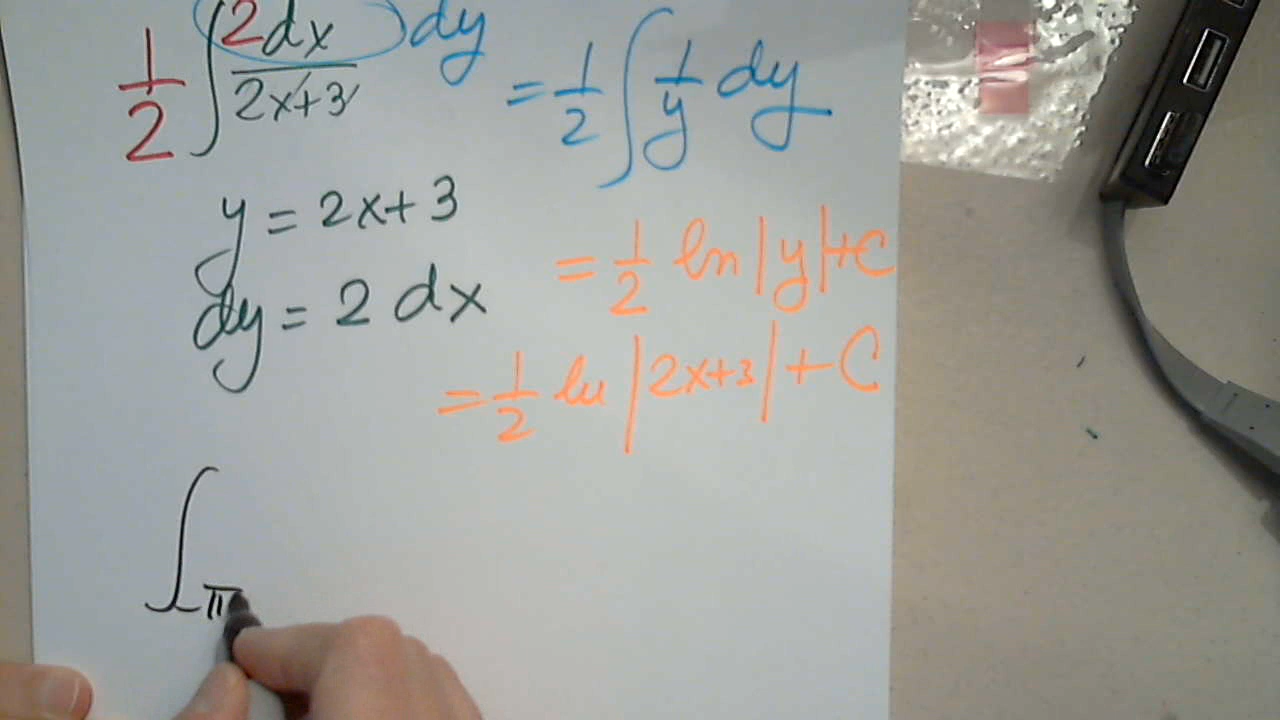 1/2 ∫ 2dx/(2x+3) dy = 1/2 ∫ 1/y dy
y = 2x+3
= 1/2 ln|y|+C
dy = 2 dx
= 1/2 ln|2x+3|+C
∫ π